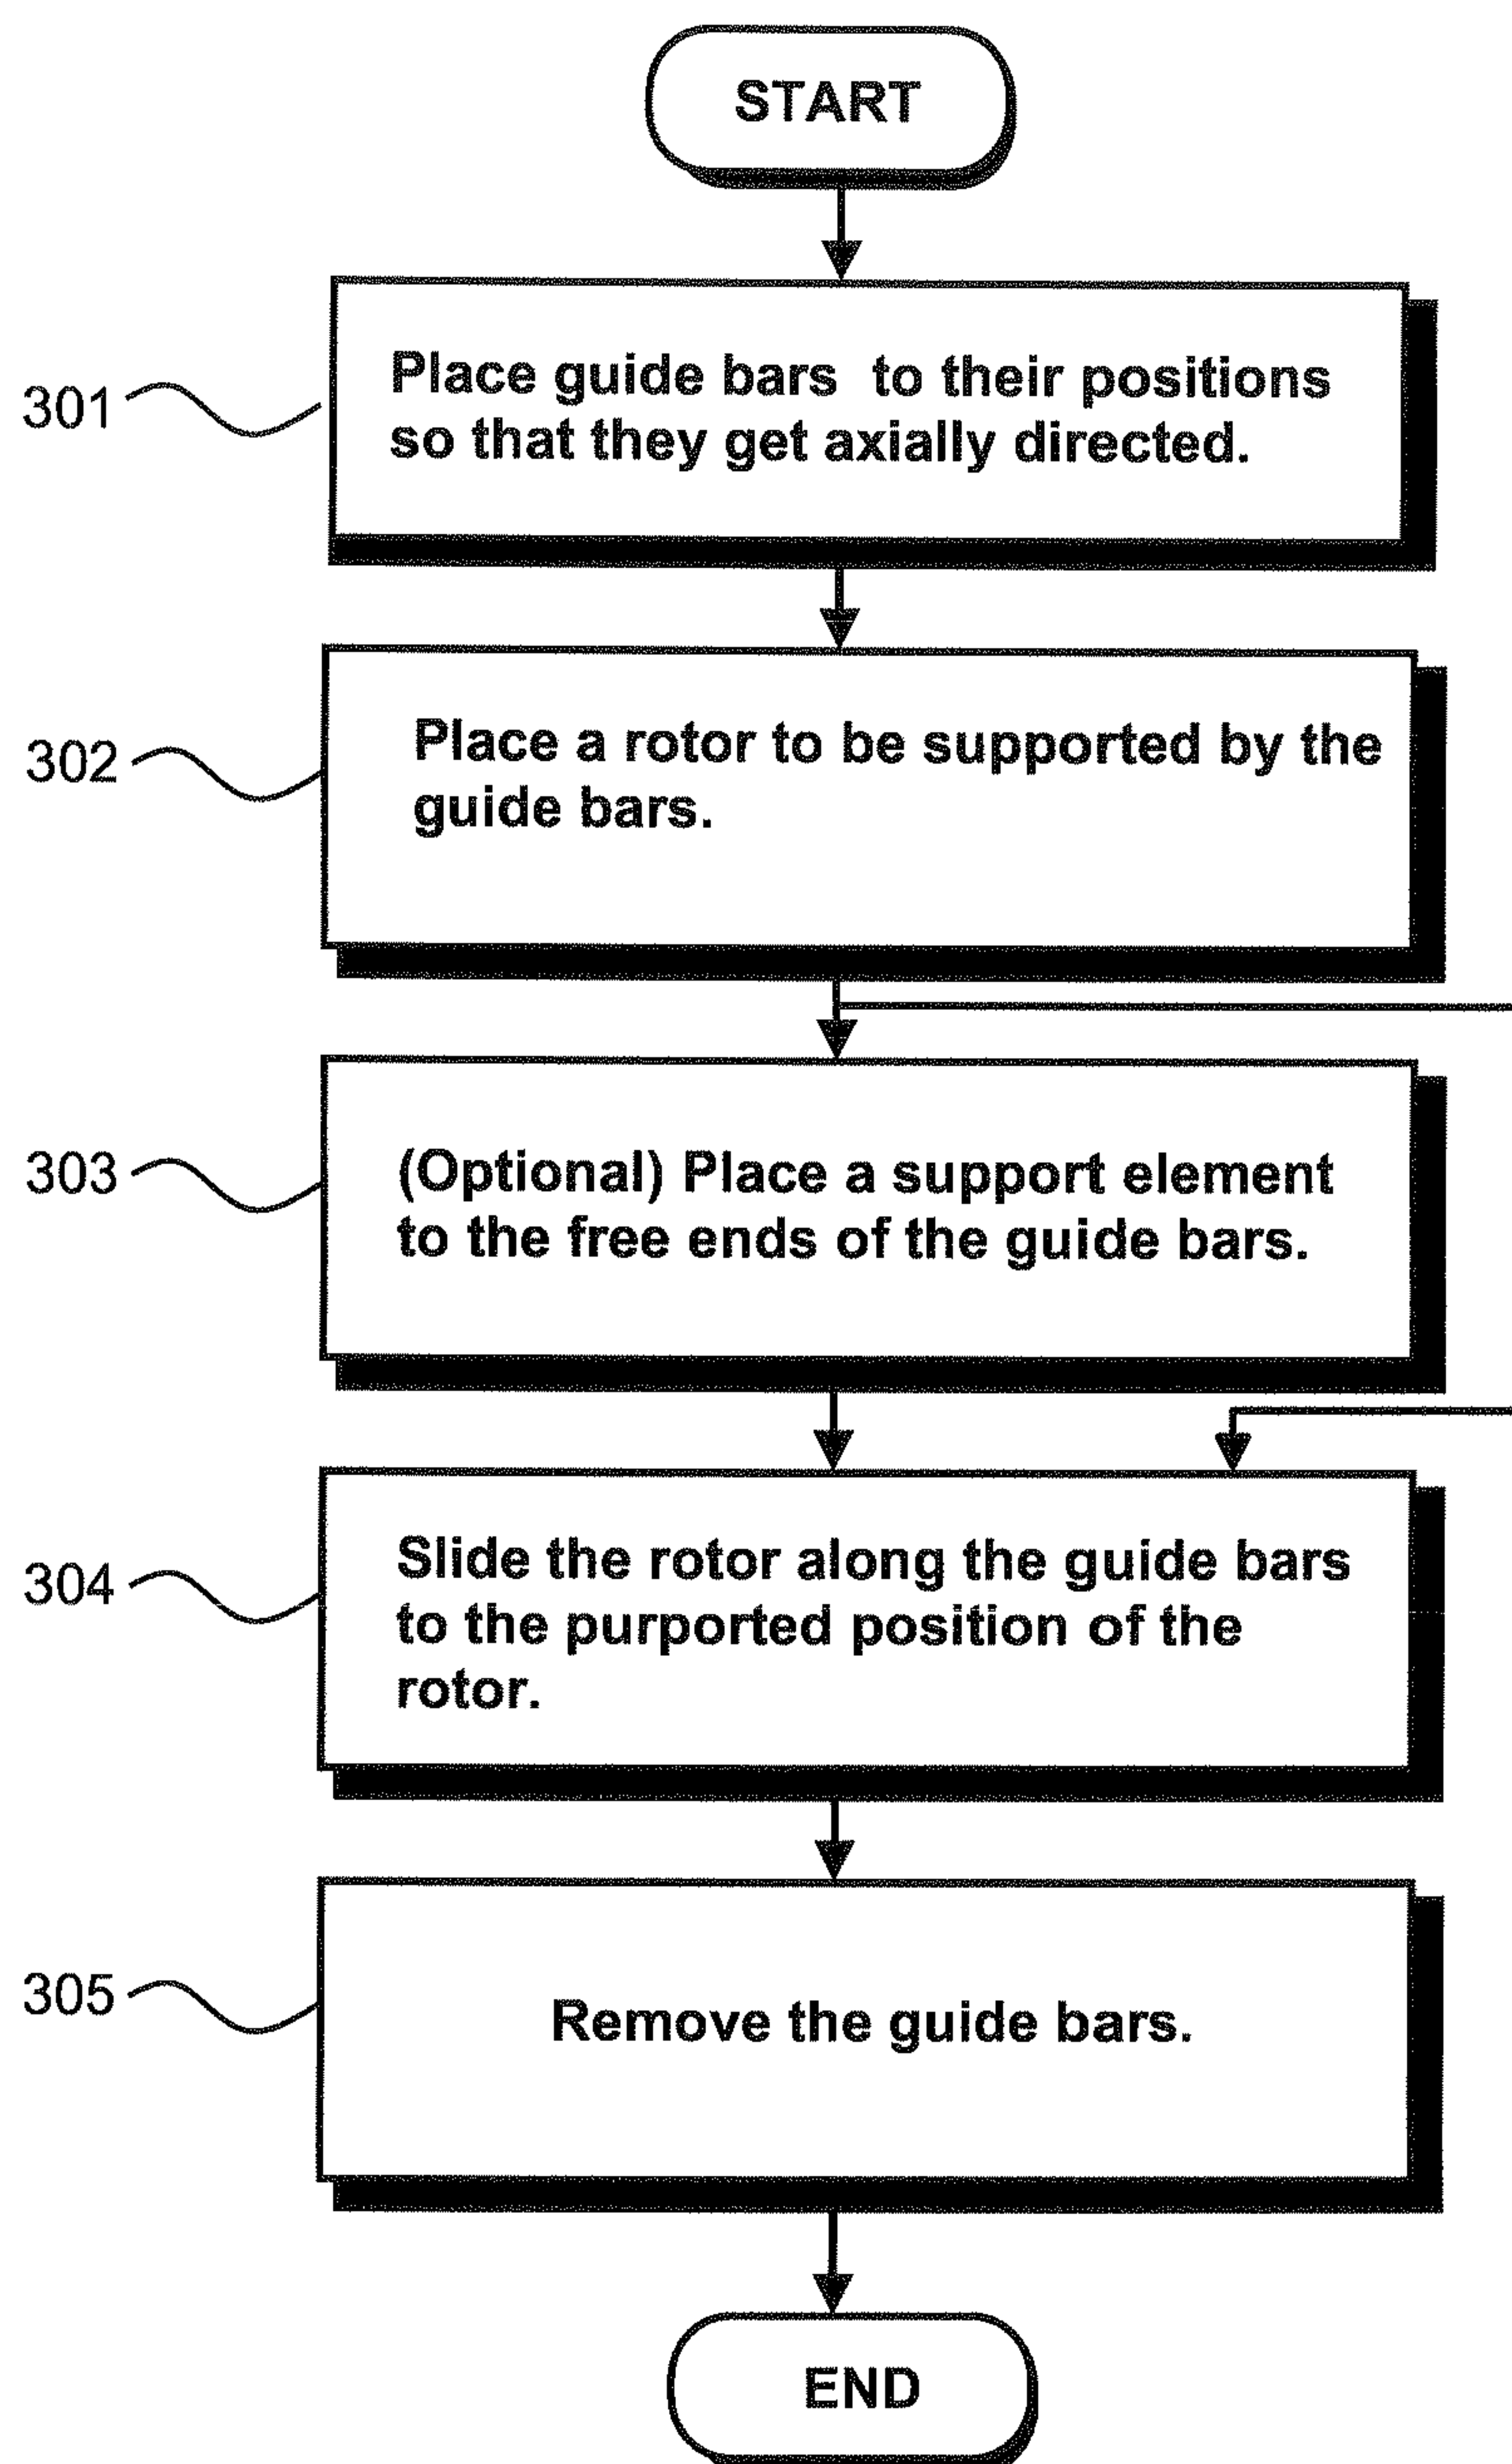 START
301
Place guide bars to their positions
so that they get axially directed.
302
Place a rotor to be supported by the
guide bars.
303
(Optional) Place a support element
to the free ends of the guide bars.
304
Slide the rotor along the guide bars
to the purported position of the
rotor.
305
Remove the guide bars.
END